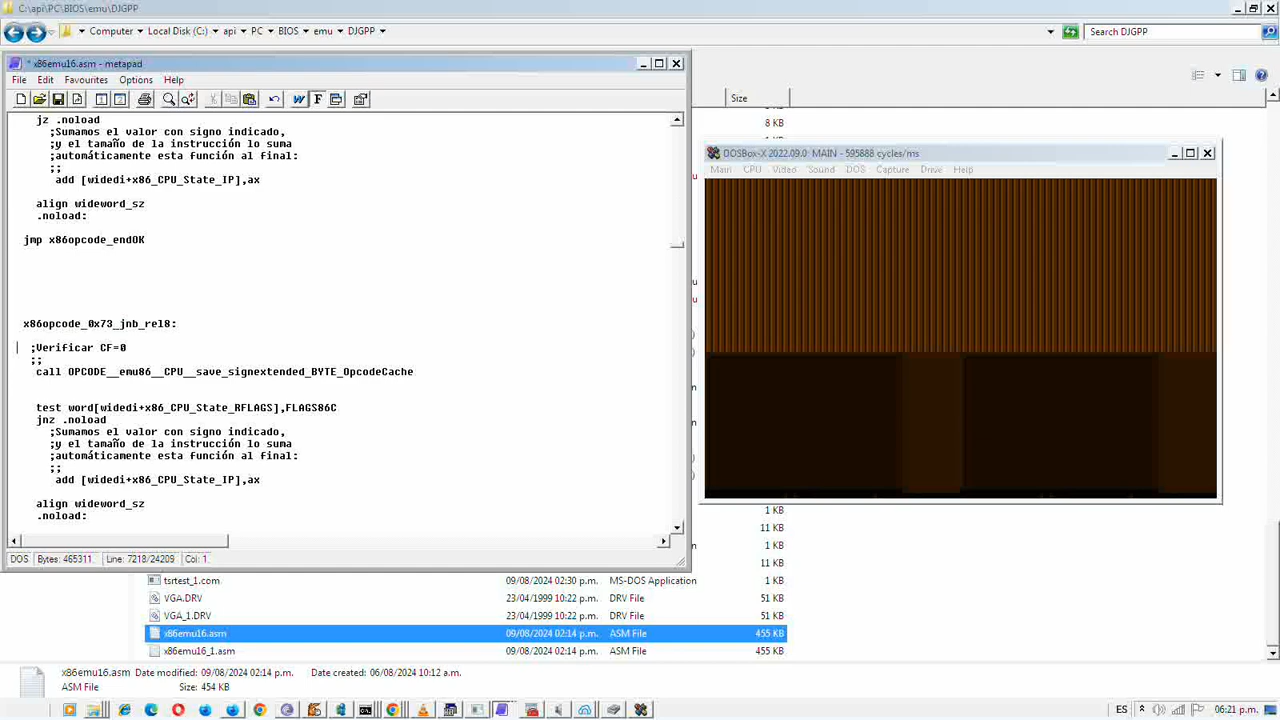 C:\api\PC\BIOS\emu\DJGPP
Computer Local Disk (C:) api PC BIOS emu DJGPP
Search DJGPP
* x86emu16.asm - metapad
File Edit Favourites Options Help
jz .noload
;Sumamos el valor con signo indicado,
;y el tamaño de la instrucción lo suma
;automáticamente esta función al final:
;;
add [widedi+x86_CPU_State_IP],ax
align wideword_sz
.noload:
jmp x86opcode_endOK
x86opcode_0x73_jnb_rel8:
;Verificar CF=0
;;
call OPCODE__emu86__CPU__save_signextended_BYTE_OpcodeCache
test word[widedi+x86_CPU_State_RFLAGS],FLAGS86C
jnz .noload
;Sumamos el valor con signo indicado,
;y el tamaño de la instrucción lo suma
;automáticamente esta función al final:
;;
add [widedi+x86_CPU_State_IP],ax
align wideword_sz
.noload:
DOS Bytes: 465311 Line: 7218/24209 Col: 1
Size
8 KB
DOSBox-X 2022.09.0: MAIN - 595888 cycles/ms
Main CPU Video Sound DOS Capture Drive Help
1 KB
11 KB
1 KB
11 KB
tsrtest_1.com 09/08/2024 02:30 p.m. MS-DOS Application 1 KB
VGA.DRV 23/04/1999 10:22 p.m. DRV File 51 KB
VGA_1.DRV 23/04/1999 10:22 p.m. DRV File 51 KB
x86emu16.asm 09/08/2024 02:14 p.m. ASM File 455 KB
x86emu16_1.asm 09/08/2024 02:14 p.m. ASM File 455 KB
x86emu16.asm Date modified: 09/08/2024 02:14 p.m. Date created: 06/08/2024 10:12 a.m.
ASM File Size: 454 KB
ES 06:21 p.m.